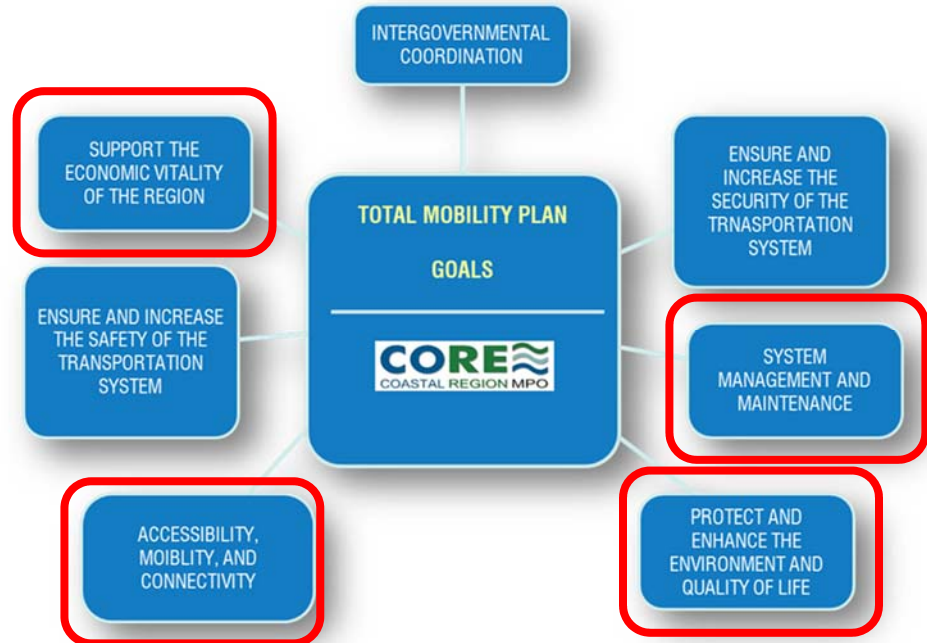 INTERGOVERNMENTAL
COORDINATION
SUPPORT THE
ECONOMIC VITALITY
OF THE REGION
ENSURE AND
INCREASE THE
SECURITY OF THE
TRNASPORTATION
SYSTEM
TOTAL MOBILITY PLAN
GOALS
CORE
COASTAL REGION MPO
ENSURE AND INCREASE
THE SAFETY OF THE
TRANSPORTATION
SYSTEM
SYSTEM
MANAGEMENT AND
MAINTENANCE
ACCESSIBILITY,
MOIBLITY, AND
CONNECTIVITY
PROTECT AND
ENHANCE THE
ENVIRONMENT AND
QUALITY OF LIFE